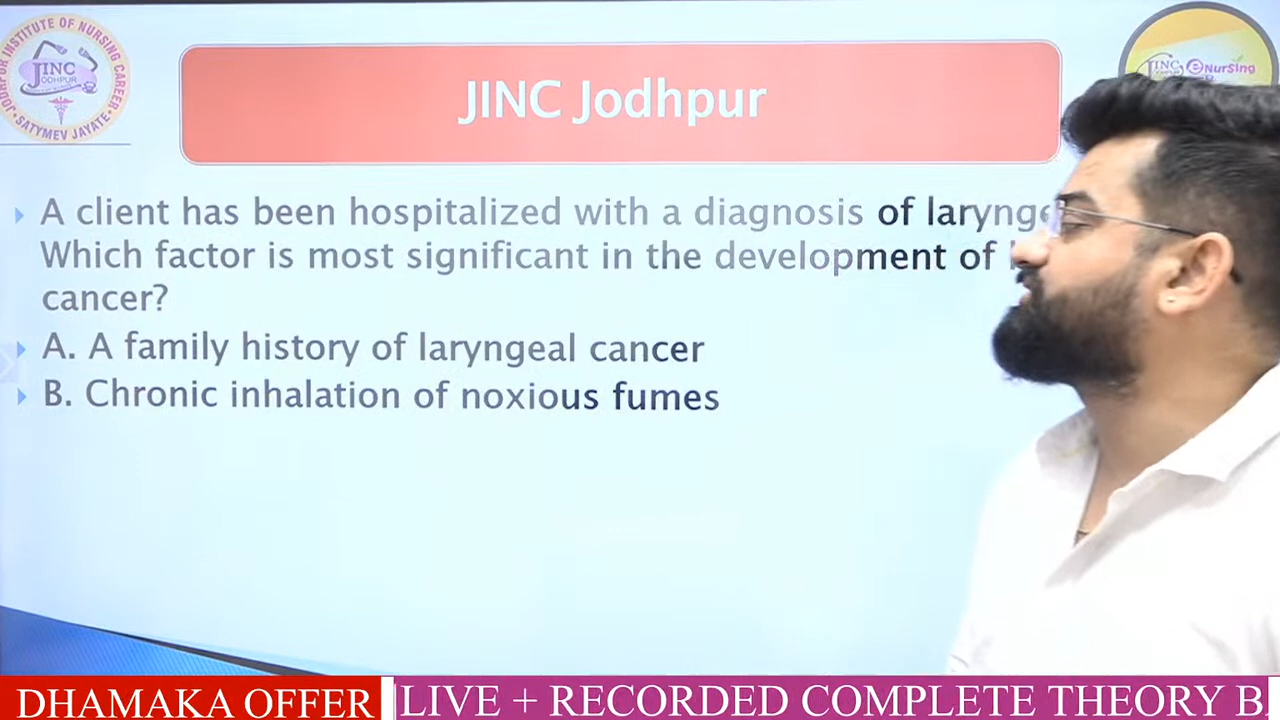 JODHPUR INSTITUTE OF NURSING CAREER
JINC
JODHPUR
SATYMEV JAYATE
JINC
eNursing
JINC Jodhpur
A client has been hospitalized with a diagnosis of
Which factor is most significant in the development of
cancer?
A. A family history of laryngeal cancer
B. Chronic inhalation of noxious fumes
DHAMAKA OFFER
LIVE + RECORDED COMPLETE THEORY B